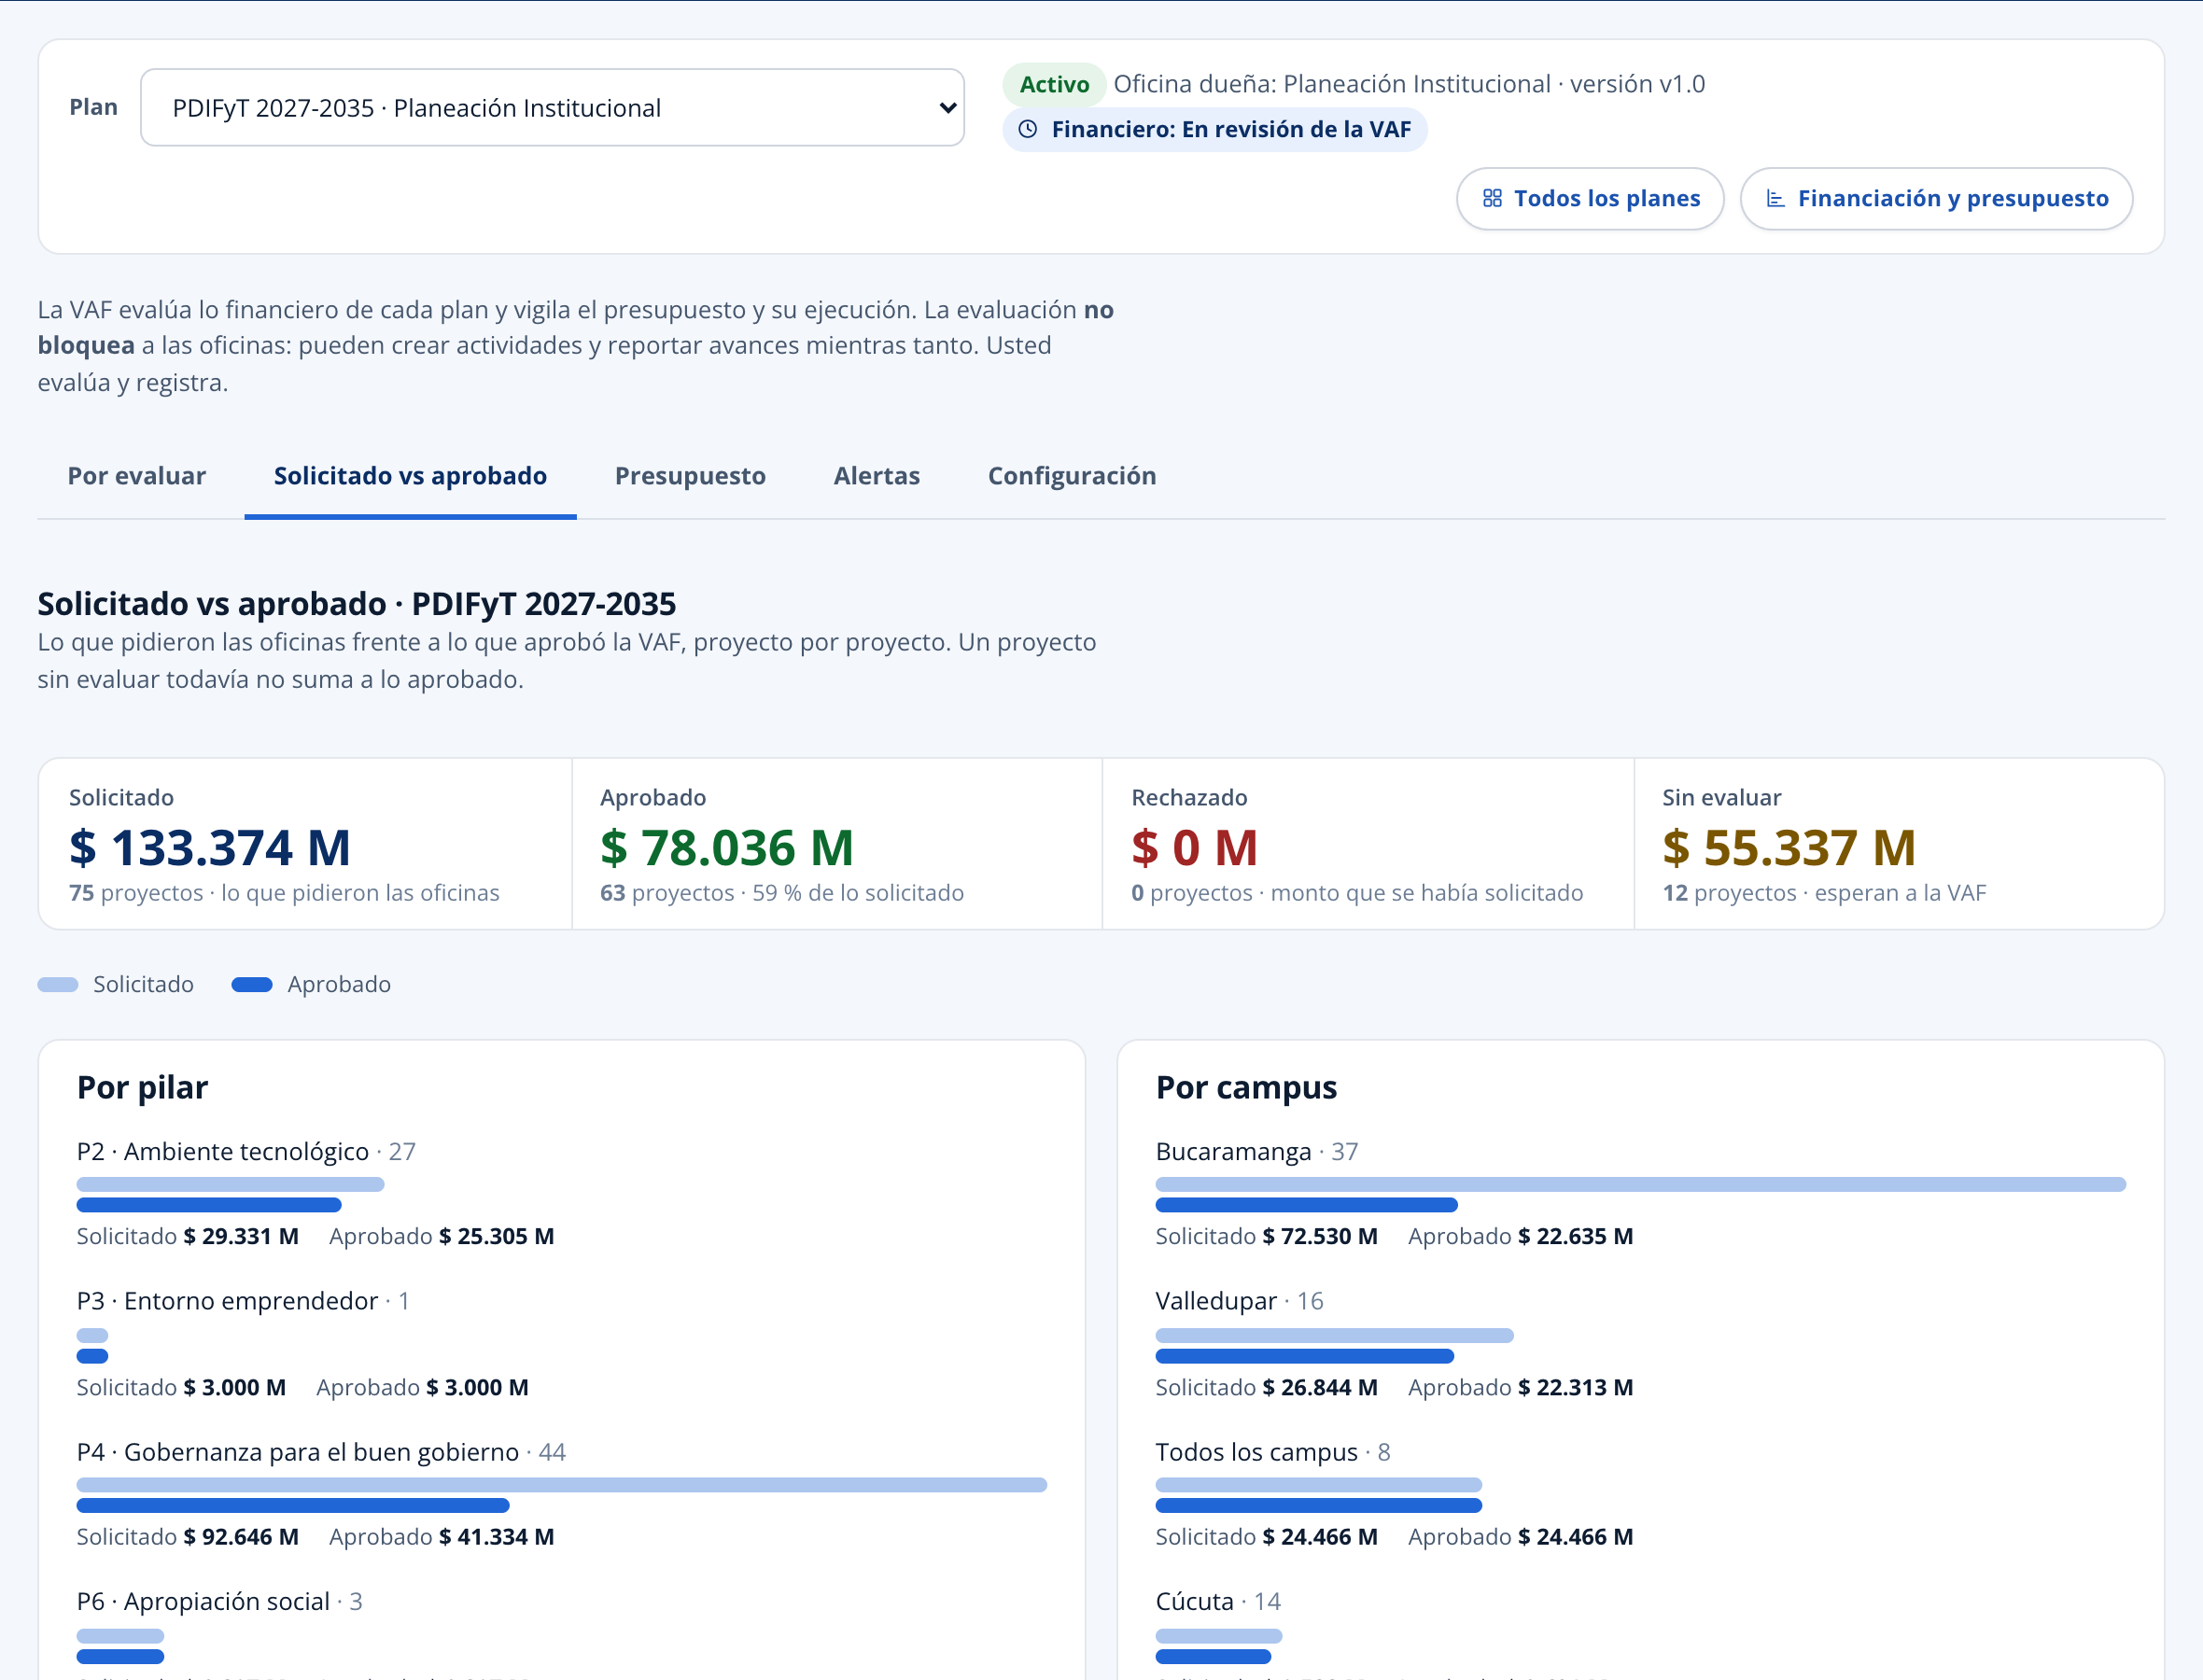 Plan
PDIFyT 2027-2035 · Planeación Institucional
Activo Oficina dueña: Planeación Institucional · versión v1.0
Financiero: En revisión de la VAF
Todos los planes
Financiación y presupuesto
La VAF evalúa lo financiero de cada plan y vigila el presupuesto y su ejecución. La evaluación no
bloquea a las oficinas: pueden crear actividades y reportar avances mientras tanto. Usted
evalúa y registra.
Por evaluar
Solicitado vs aprobado
Presupuesto
Alertas
Configuración
Solicitado vs aprobado · PDIFyT 2027-2035
Lo que pidieron las oficinas frente a lo que aprobó la VAF, proyecto por proyecto. Un proyecto
sin evaluar todavía no suma a lo aprobado.
Solicitado
$ 133.374 M
75 proyectos · lo que pidieron las oficinas
Aprobado
$ 78.036 M
63 proyectos · 59 % de lo solicitado
Rechazado
$ 0 M
0 proyectos · monto que se había solicitado
Sin evaluar
$ 55.337 M
12 proyectos · esperan a la VAF
Solicitado
Aprobado
Por pilar
P2 · Ambiente tecnológico · 27
Solicitado $ 29.331 M Aprobado $ 25.305 M
P3 · Entorno emprendedor · 1
Solicitado $ 3.000 M Aprobado $ 3.000 M
P4 · Gobernanza para el buen gobierno · 44
Solicitado $ 92.646 M Aprobado $ 41.334 M
P6 · Apropiación social · 3
Por campus
Bucaramanga · 37
Solicitado $ 72.530 M Aprobado $ 22.635 M
Valledupar · 16
Solicitado $ 26.844 M Aprobado $ 22.313 M
Todos los campus · 8
Solicitado $ 24.466 M Aprobado $ 24.466 M
Cúcuta · 14